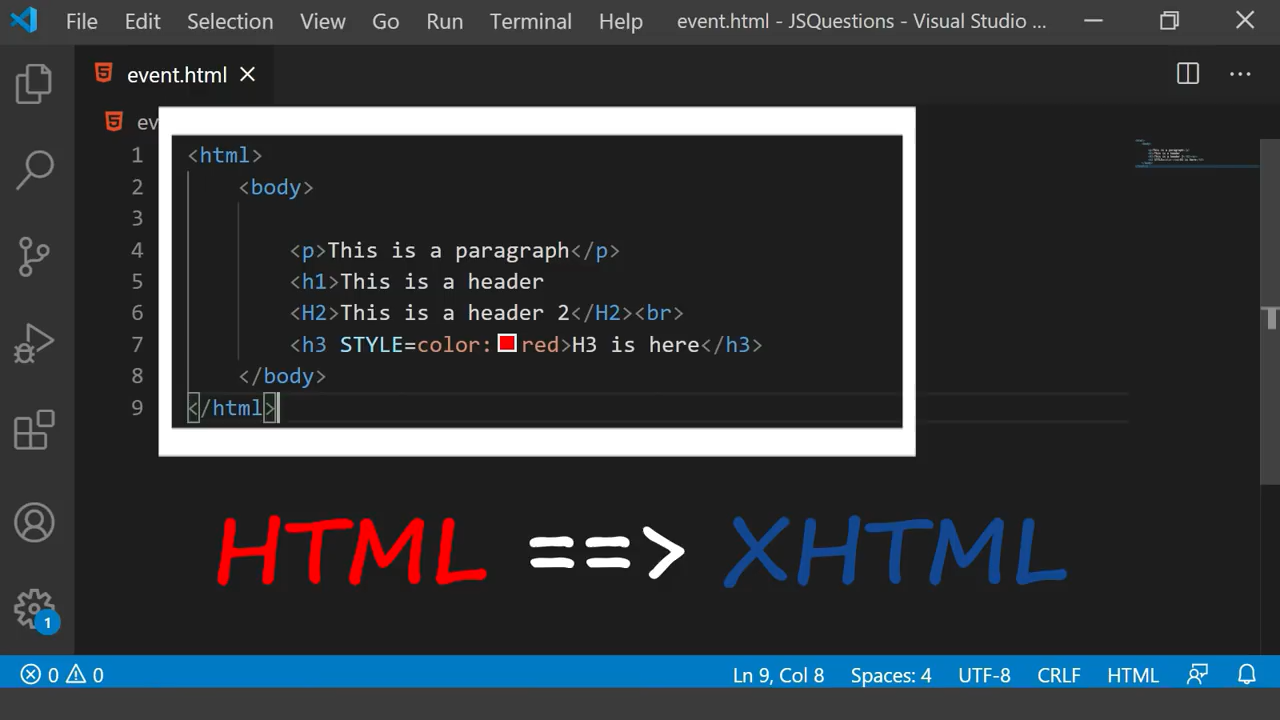 File Edit Selection View Go Run Terminal Help event.html - JSQuestions - Visual Studio ...
event.html
ev
1 <html>
2 <body>
3
4 <p>This is a paragraph</p>
5 <h1>This is a header
6 <H2>This is a header 2</H2><br>
7 <h3 STYLE=color:red>H3 is here</h3>
8 </body>
9 </html>
HTML ==> XHTML
1
0 0 Ln 9, Col 8 Spaces: 4 UTF-8 CRLF HTML